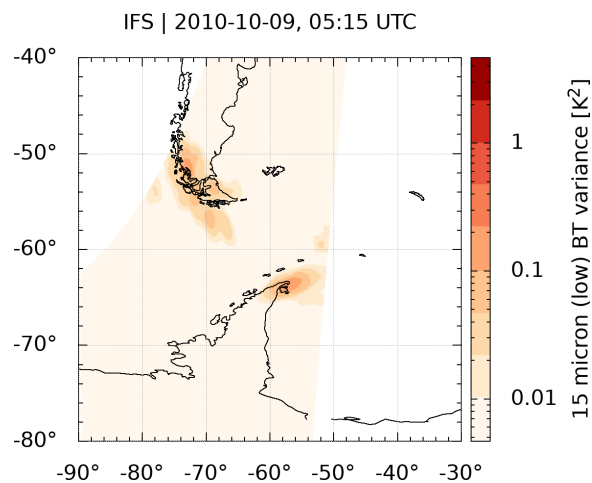 IFS | 2010-10-09, 05:15 UTC
-40°
-50°
-60°
-70°
-80°
-90° -80° -70° -60° -50° -40° -30°
1
0.1
0.01
15 micron (low) BT variance [K²]